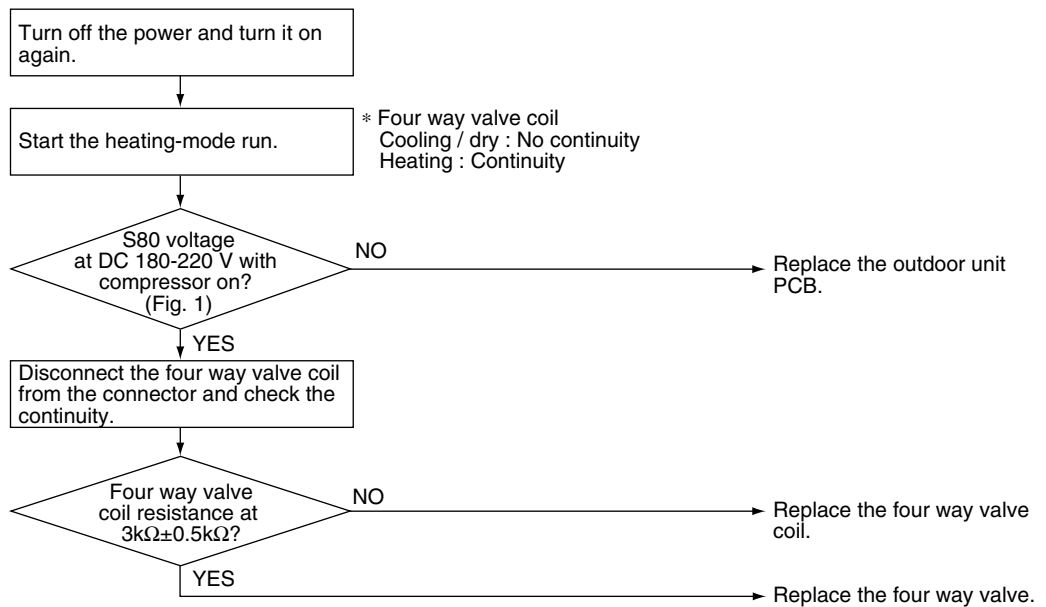 Turn off the power and turn it on
again.
Start the heating-mode run.
* Four way valve coil
Cooling / dry : No continuity
Heating : Continuity
S80 voltage
at DC 180-220 V with
compressor on?
(Fig. 1)
NO
Replace the outdoor unit
PCB.
YES
Disconnect the four way valve coil
from the connector and check the
continuity.
Four way valve
coil resistance at
3kΩ±0.5kΩ?
NO
Replace the four way valve
coil.
YES
Replace the four way valve.